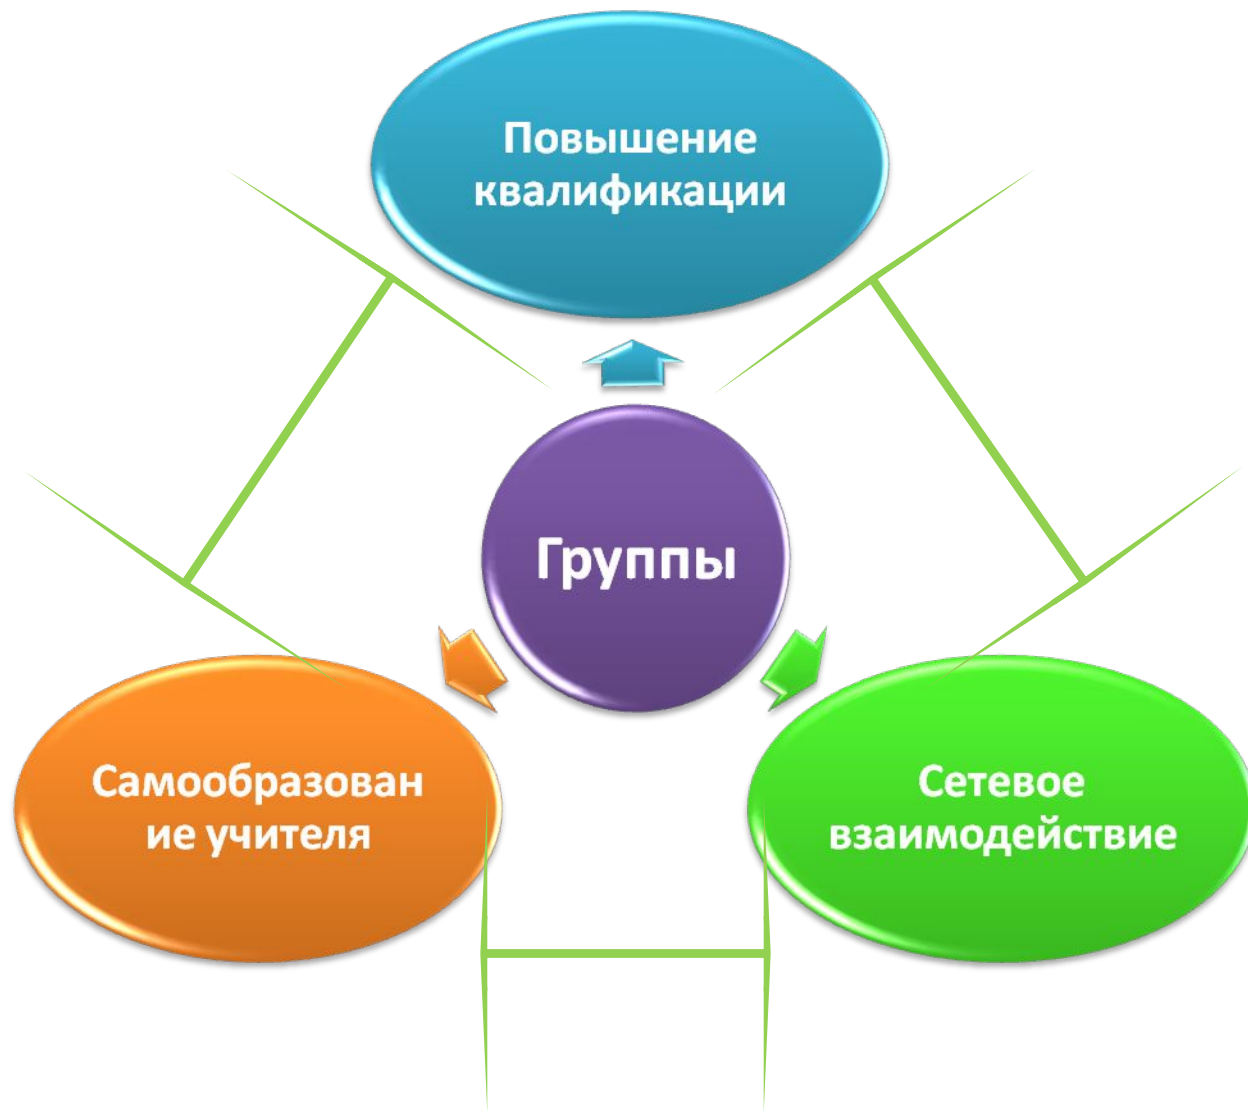 Повышение
квалификации
Группы
Самообразован
ие учителя
Сетевое
взаимодействие